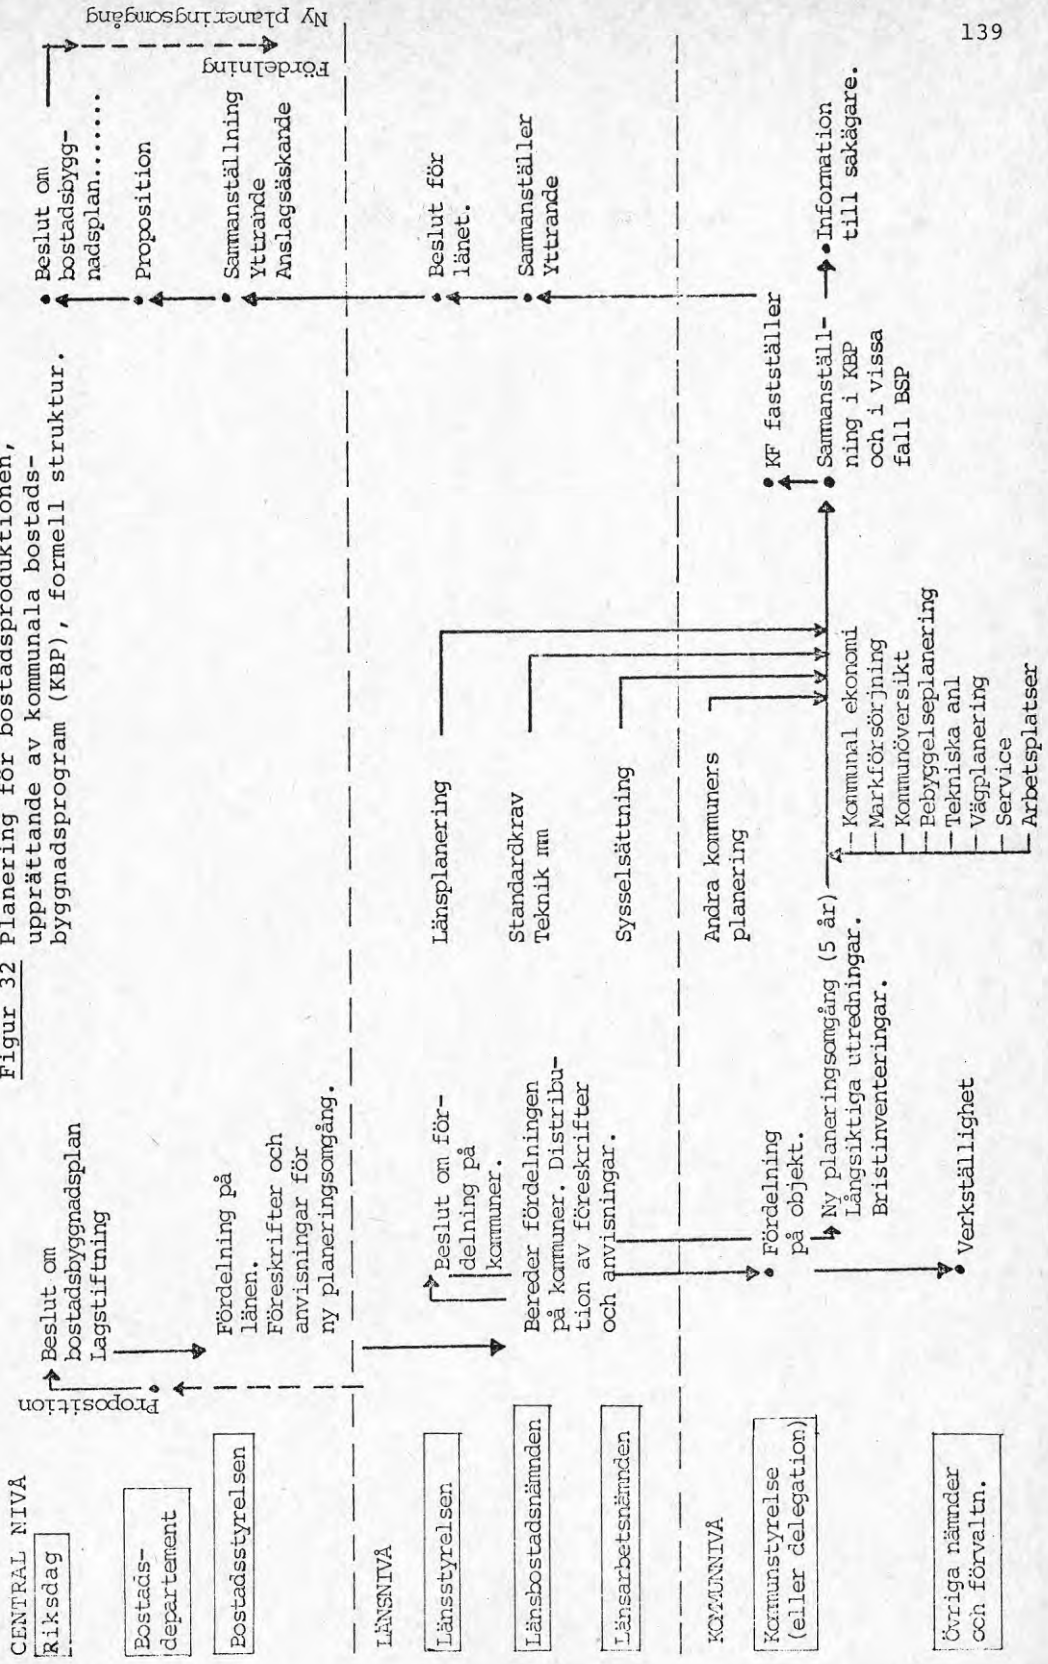 139
Figur 32 Planering för bostadsproduktionen,
upprättande av kommunala bostads-
byggnadsprogram (KBP), formell struktur.
CENTRAL NIVÅ
Riksdag
Proposition
Beslut om
bostadsbyggnadsplan
Lagstiftning
Beslut om
bostadsbygg-
nadsplan.......
Ny planeringsomgång
Fördelning
Bostads-
departement
Proposition
Bostadsstyrelsen
Fördelning på
länen.
Föreskrifter och
anvisningar för
ny planeringsomgång.
Sammanställning
Yttrande
Anslagsäskande
LÄNSNIVÅ
Länsstyrelsen
Beslut om för-
delning på
kommuner.
Länsplanering
Beslut för
länet.
Länsbostadsnämnden
Bereder fördelningen
på kommuner. Distribu-
tion av föreskrifter
och anvisningar.
Standardkrav
Teknik mm
Sammanställer
Yttrande
Länsarbetsnämnden
Sysselsättning
KOMMUNNIVÅ
Kommunstyrelse
(eller delegation)
Fördelning
på objekt.
Andra kommuners
planering
KF fastställer
Ny planeringsomgång (5 år)
Långsiktiga utredningar.
Bristinventeringar.
Kommunal ekonomi
Markförsörjning
Kommunöversikt
Bebyggelseplanering
Tekniska anl
Vägplanering
Service
Arbetsplatser
Sammanställ-
ning i KBP
och i vissa
fall BSP
Information
till sakägare.
Övriga nämnder
och förvaltn.
Verkställighet